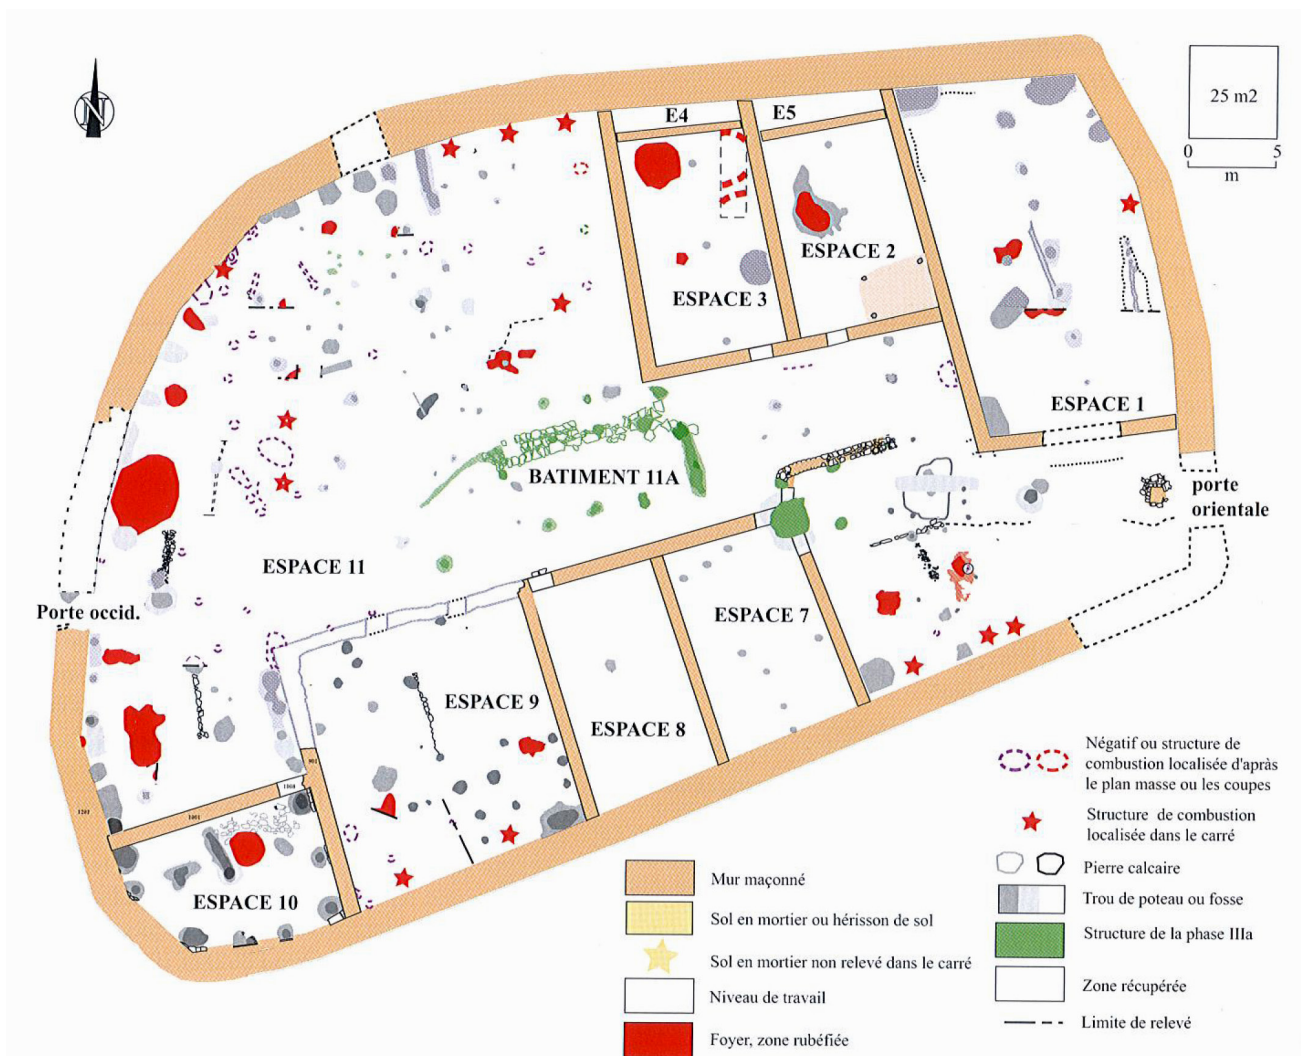 N
25 m2
0 5
m
E4
E5
ESPACE 2
ESPACE 3
ESPACE 1
BATIMENT 11A
porte
orientale
ESPACE 11
Porte occid.
ESPACE 7
ESPACE 9
ESPACE 8
901
1008
1001
1201
ESPACE 10
Négatif ou structure de
combustion localisée d'après
le plan masse ou les coupes
Structure de combustion
localisée dans le carré
Pierre calcaire
Trou de poteau ou fosse
Structure de la phase IIIa
Zone récupérée
Limite de relevé
Mur maçonné
Sol en mortier ou hérisson de sol
Sol en mortier non relevé dans le carré
Niveau de travail
Foyer, zone rubéfiée